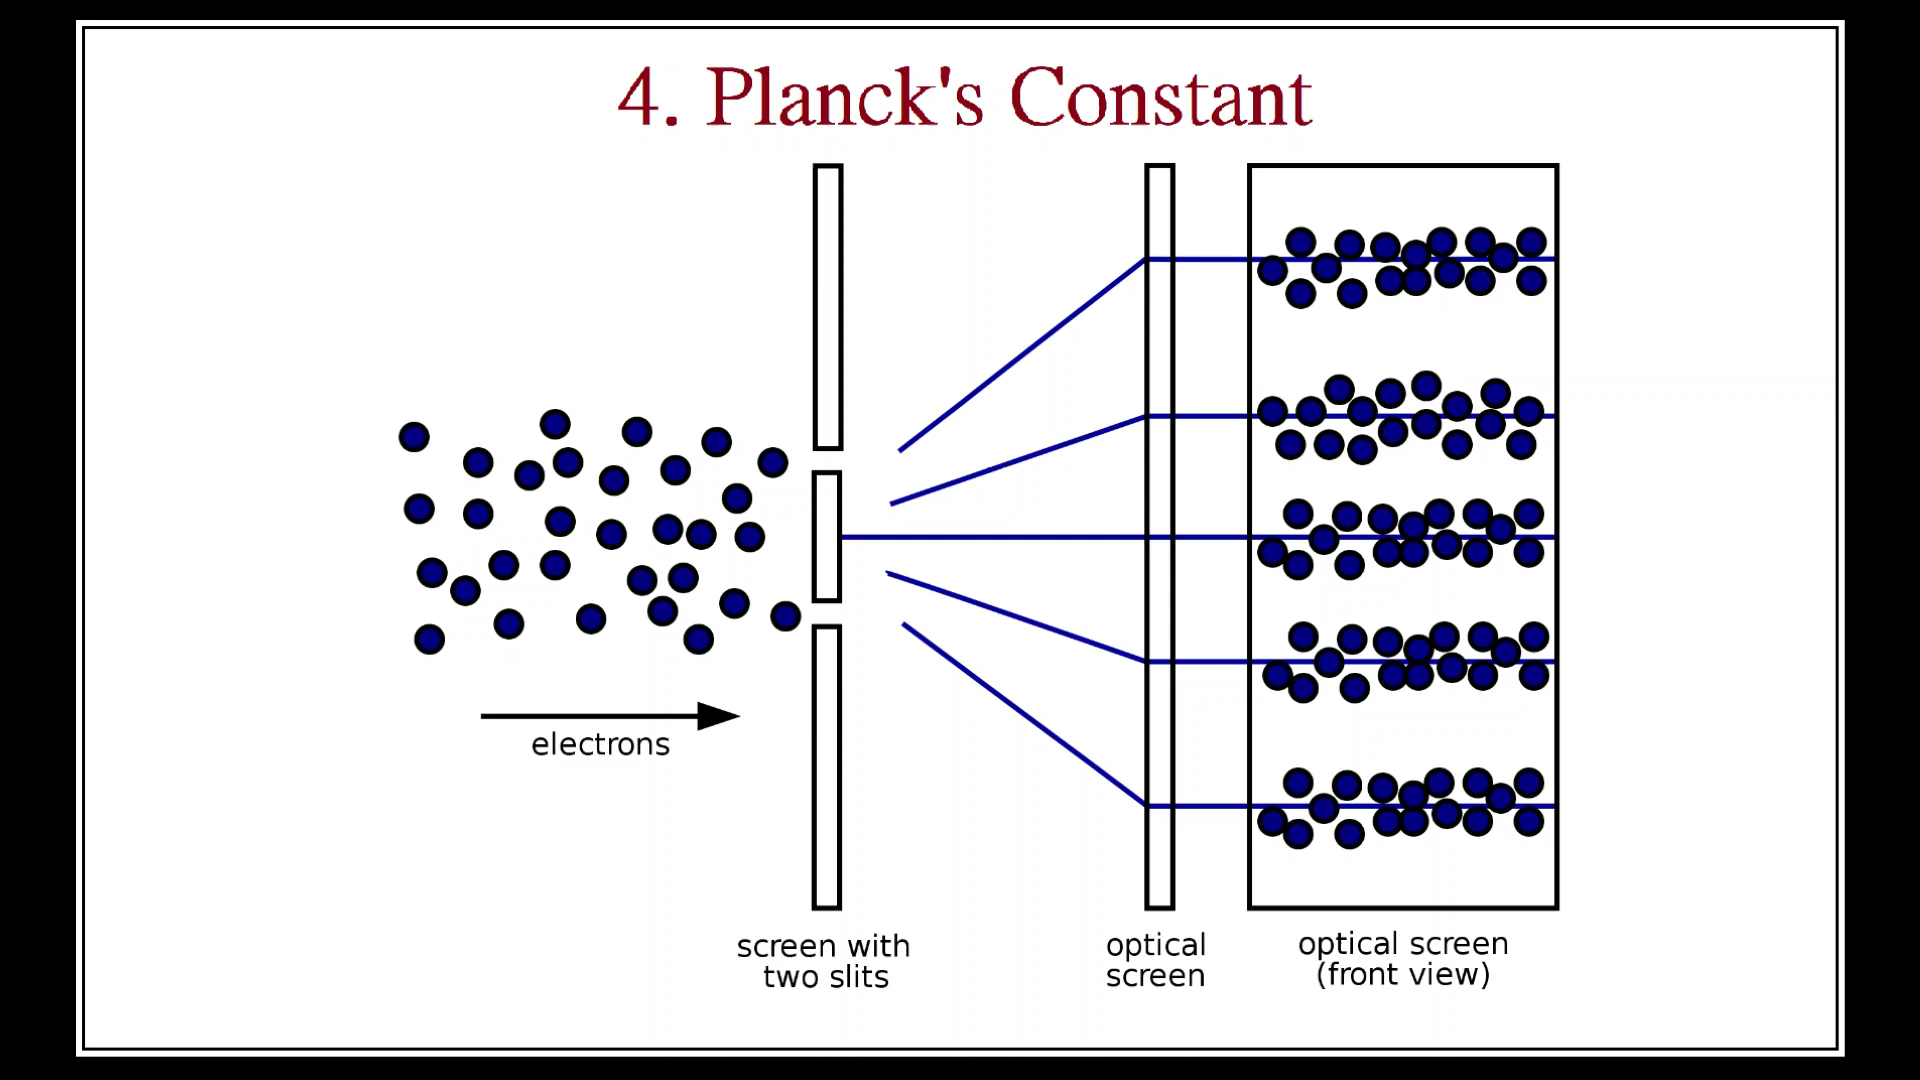 4. Planck's Constant
electrons
screen with
two slits
optical
screen
optical screen
(front view)